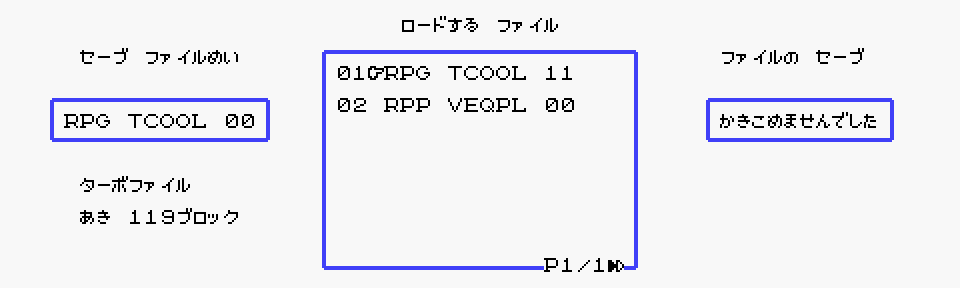 ロードする ファイル
セーブ ファイルめい
RPG TCOOL 00
ターボファイル
あき 119ブロック
01 RPG TCOOL 11
02 RPP VEQPL 00
P1/1
ファイルの セーブ
かきこめませんでした